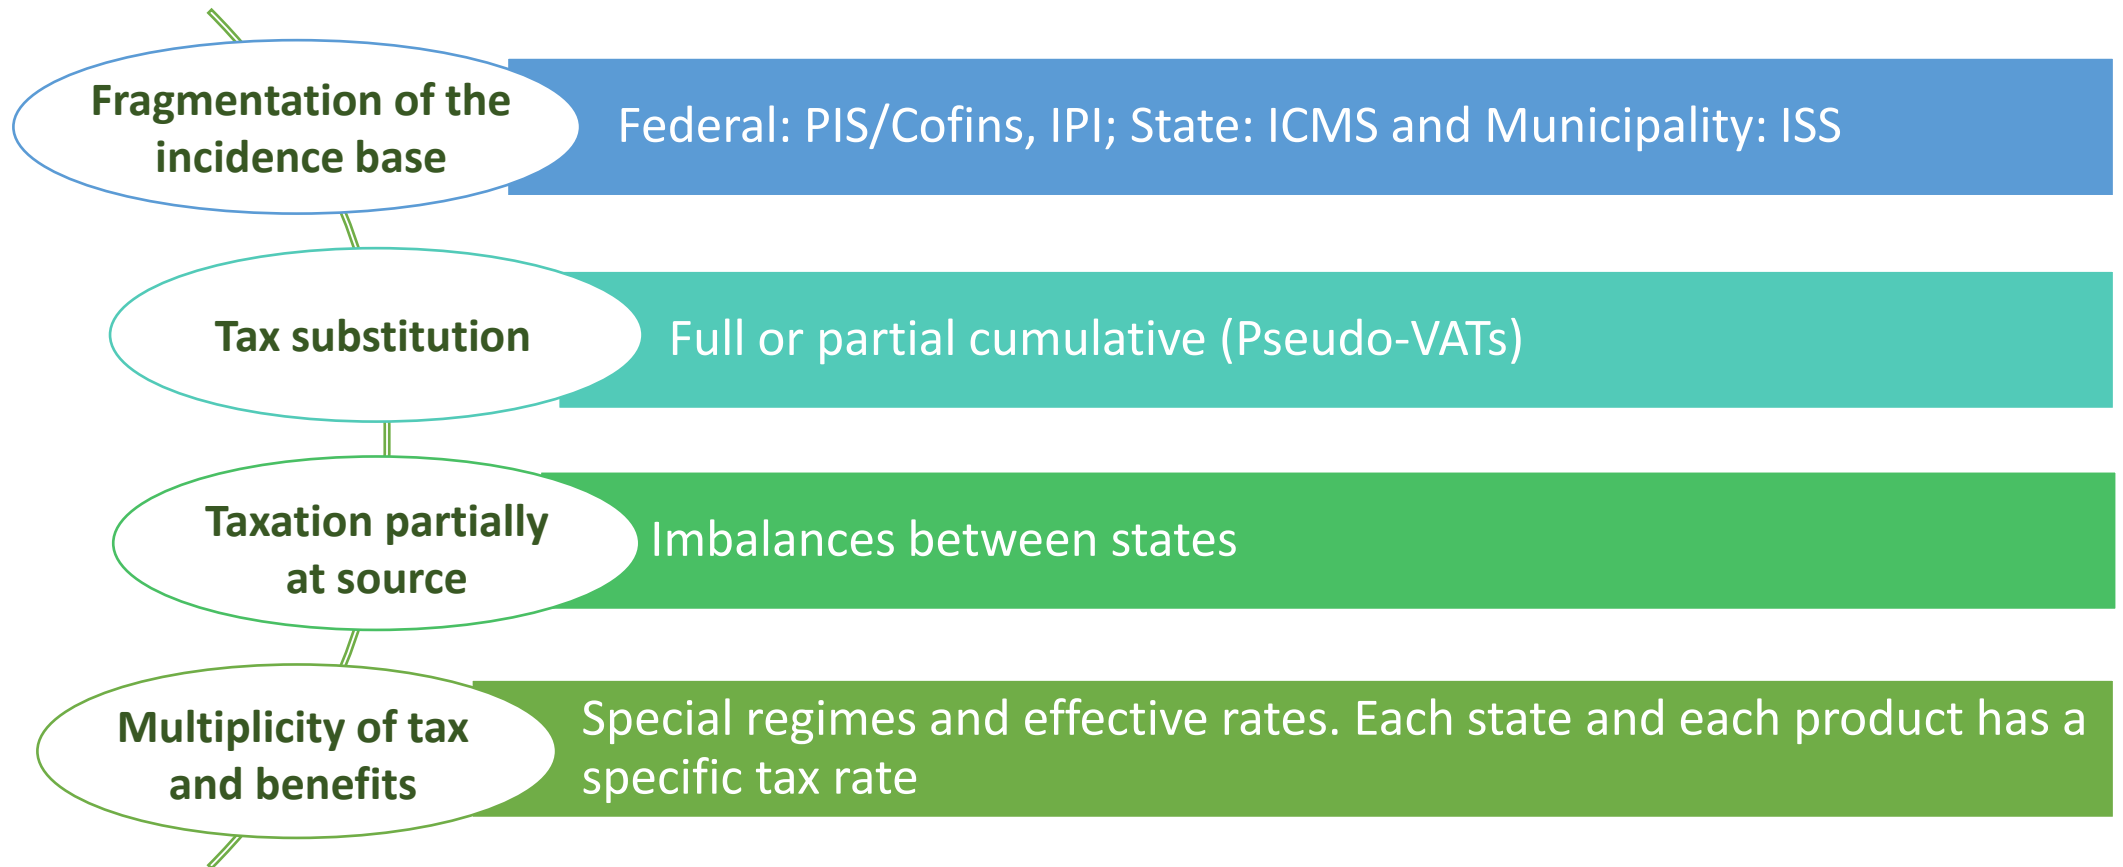 Fragmentation of the
incidence base
Federal: PIS/Cofins, IPI; State: ICMS and Municipality: ISS
Tax substitution
Full or partial cumulative (Pseudo-VATs)
Taxation partially
at source
Imbalances between states
Multiplicity of tax
and benefits
Special regimes and effective rates. Each state and each product has a
specific tax rate